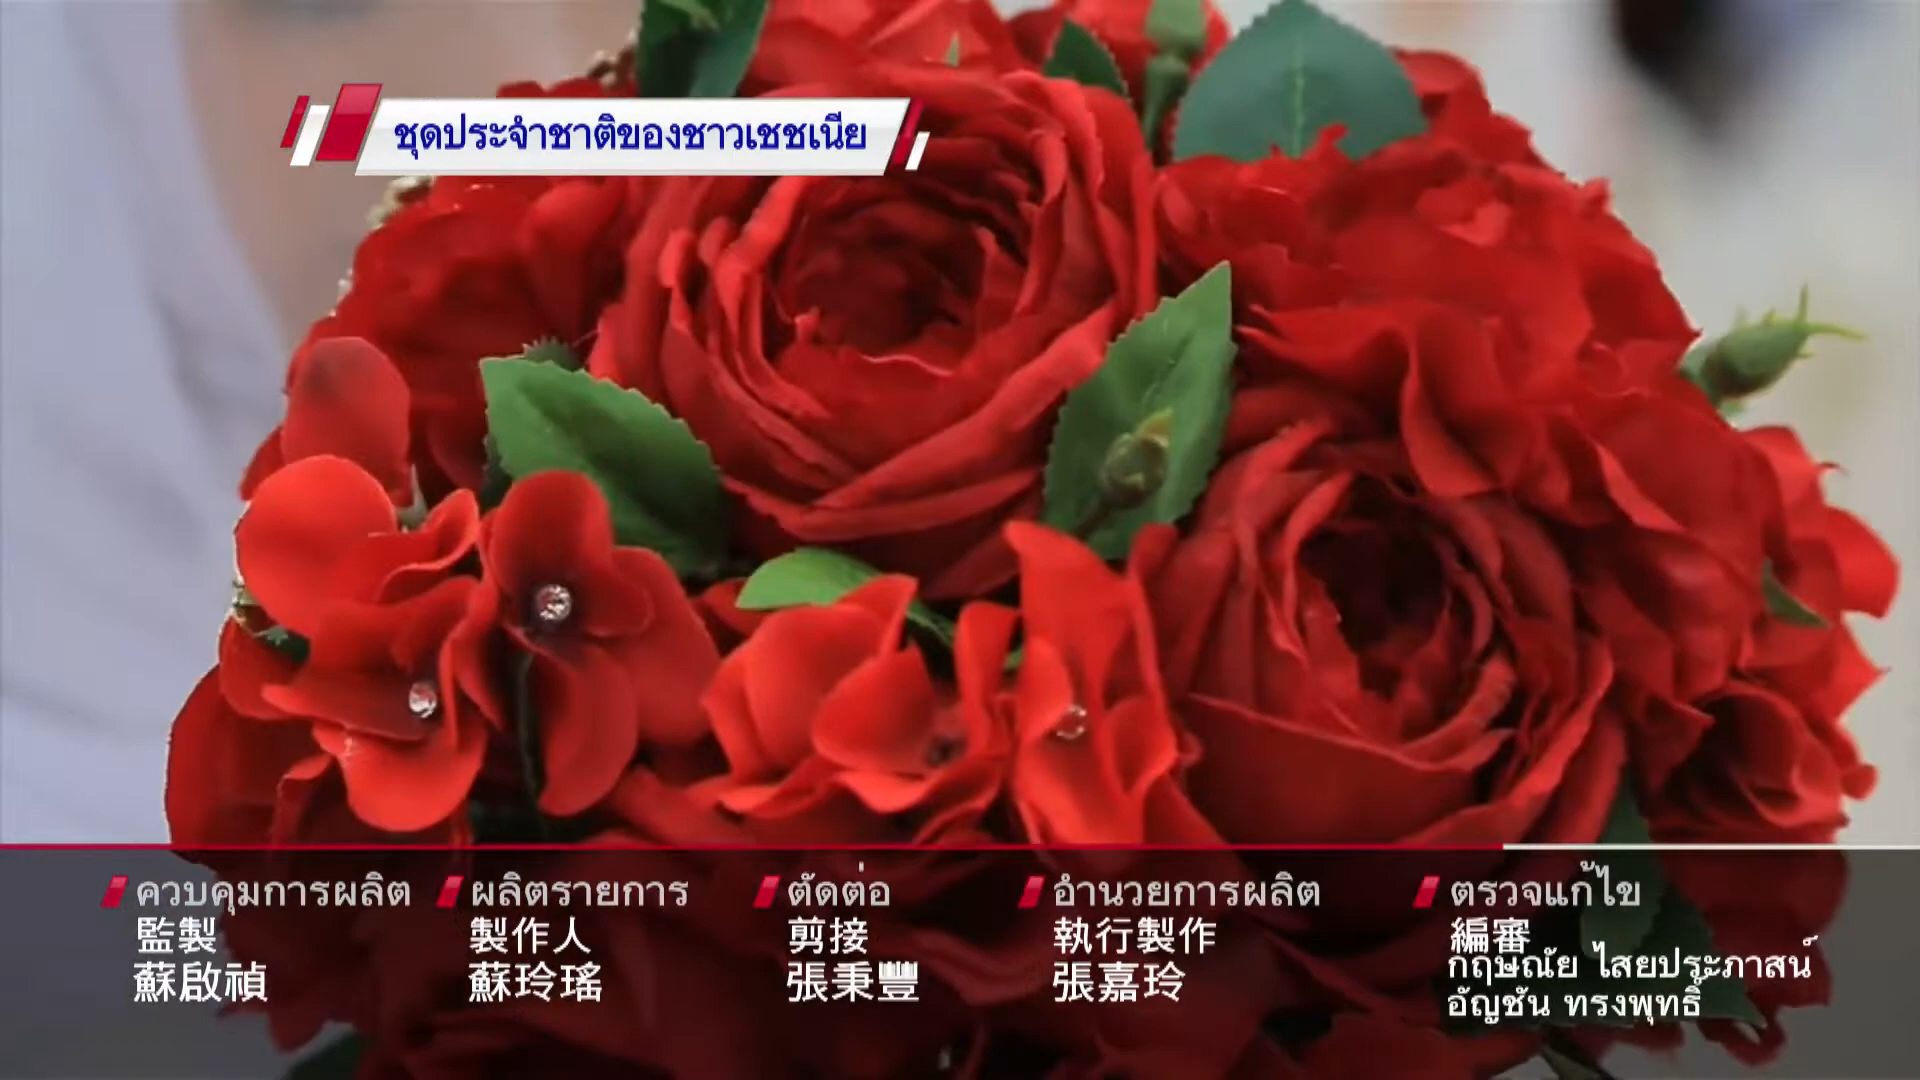 ชุดประจำชาติของชาวเชชเนีย
ควบคุมการผลิต
監製
蘇啟禎
ผลิตรายการ
製作人
蘇玲瑤
ตัดต่อ
剪接
張秉豐
อำนวยการผลิต
執行製作
張嘉玲
ตรวจแก้ไข
編審
กฤษณัย ไสยประภาสน์
อัญชัน ทรงพุทธิ์